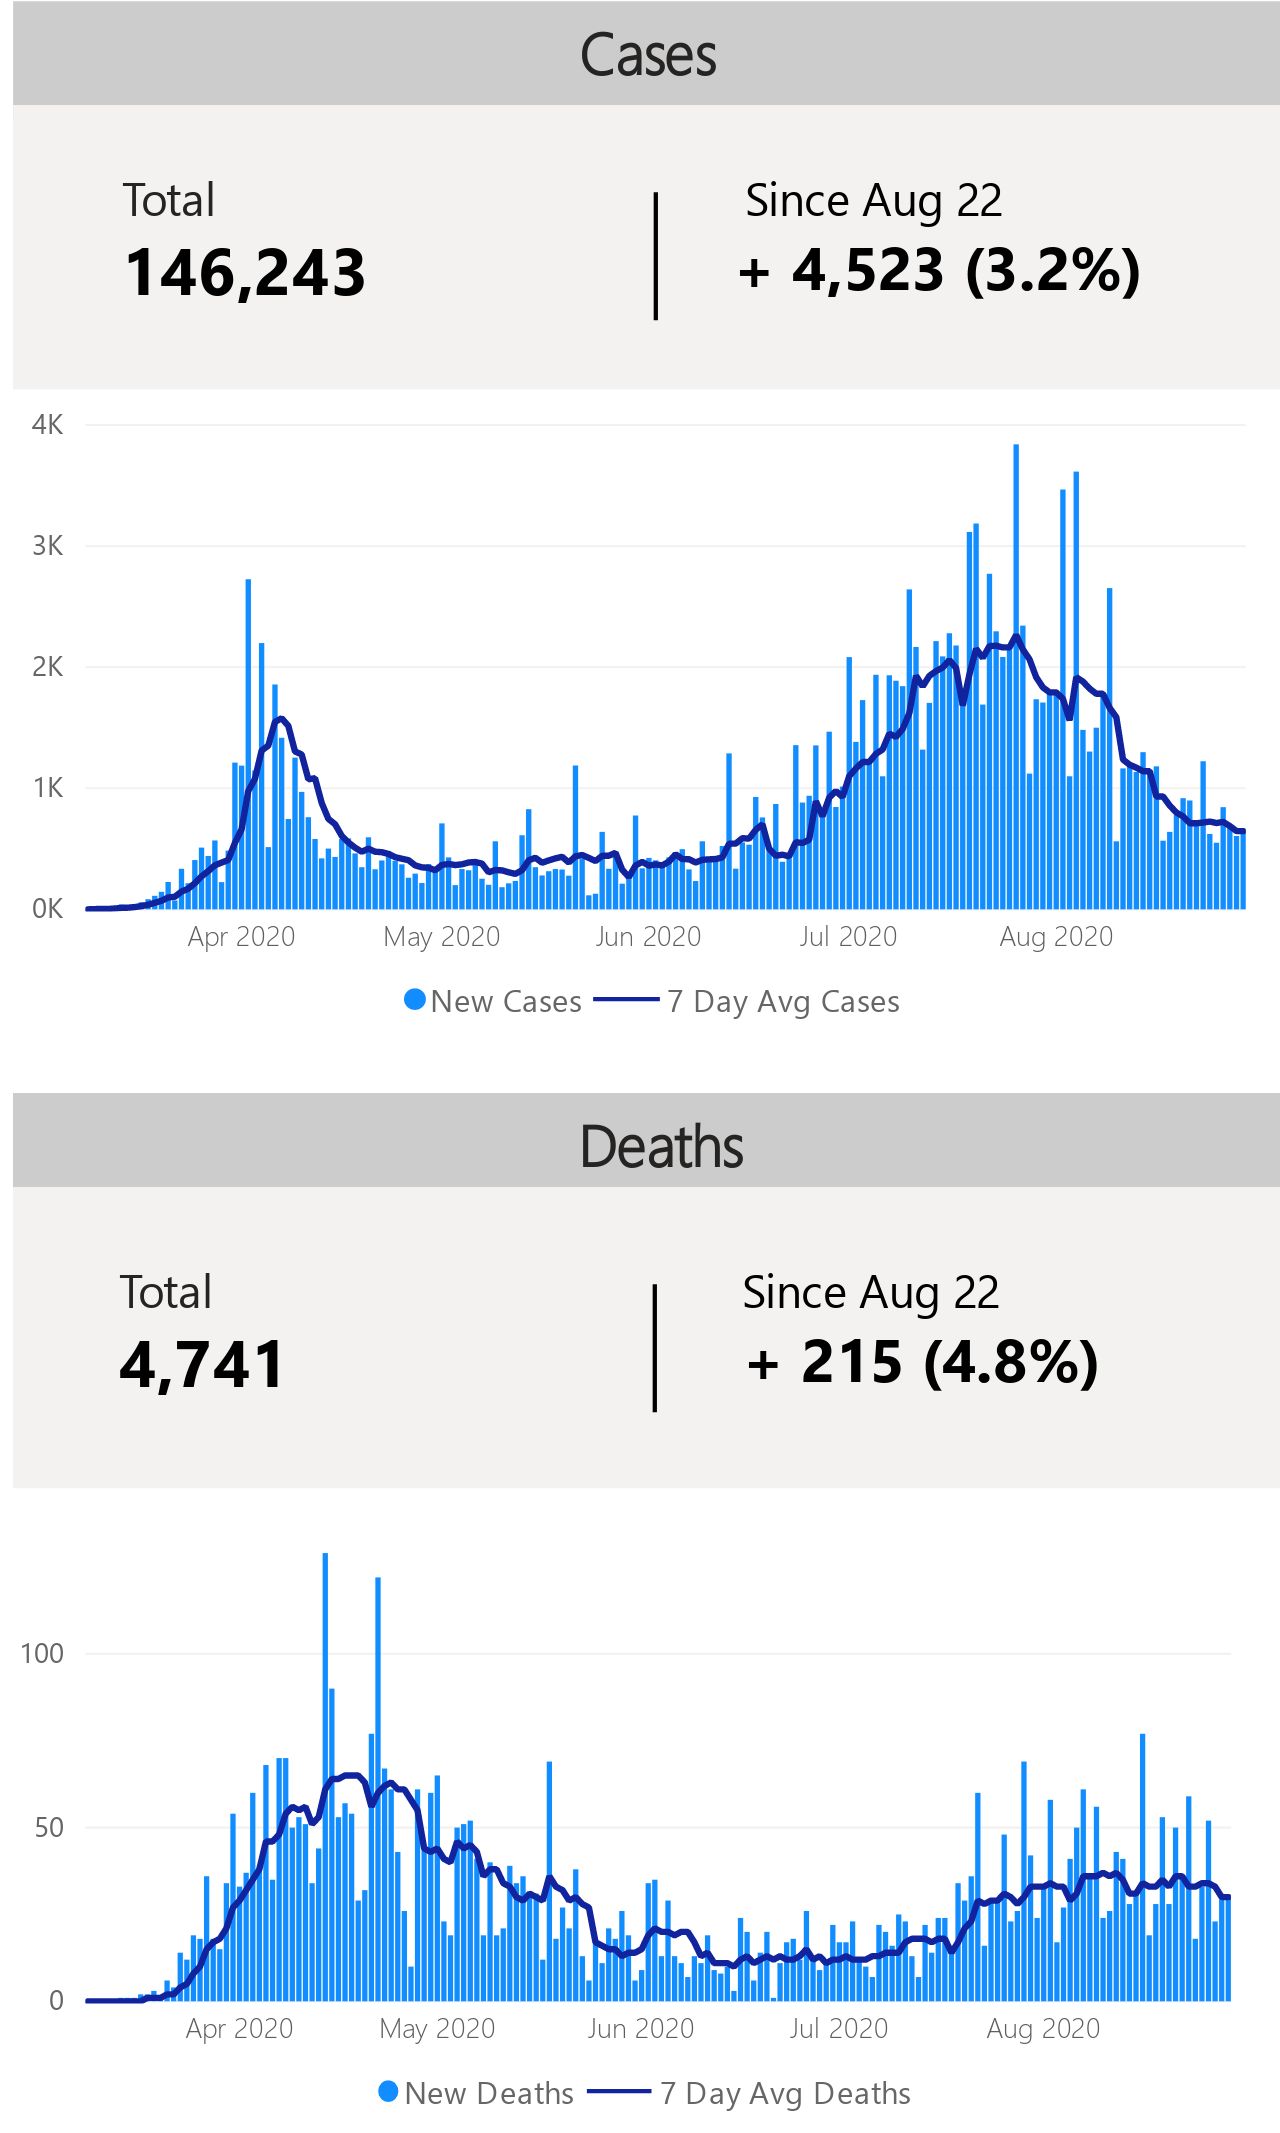 Cases
Total
146,243
Since Aug 22
+ 4,523 (3.2%)
4K
3K
2K
1K
0K
Apr 2020 May 2020 Jun 2020 Jul 2020 Aug 2020
New Cases 7 Day Avg Cases
Deaths
Total
4,741
Since Aug 22
+ 215 (4.8%)
100
50
0
Apr 2020 May 2020 Jun 2020 Jul 2020 Aug 2020
New Deaths 7 Day Avg Deaths